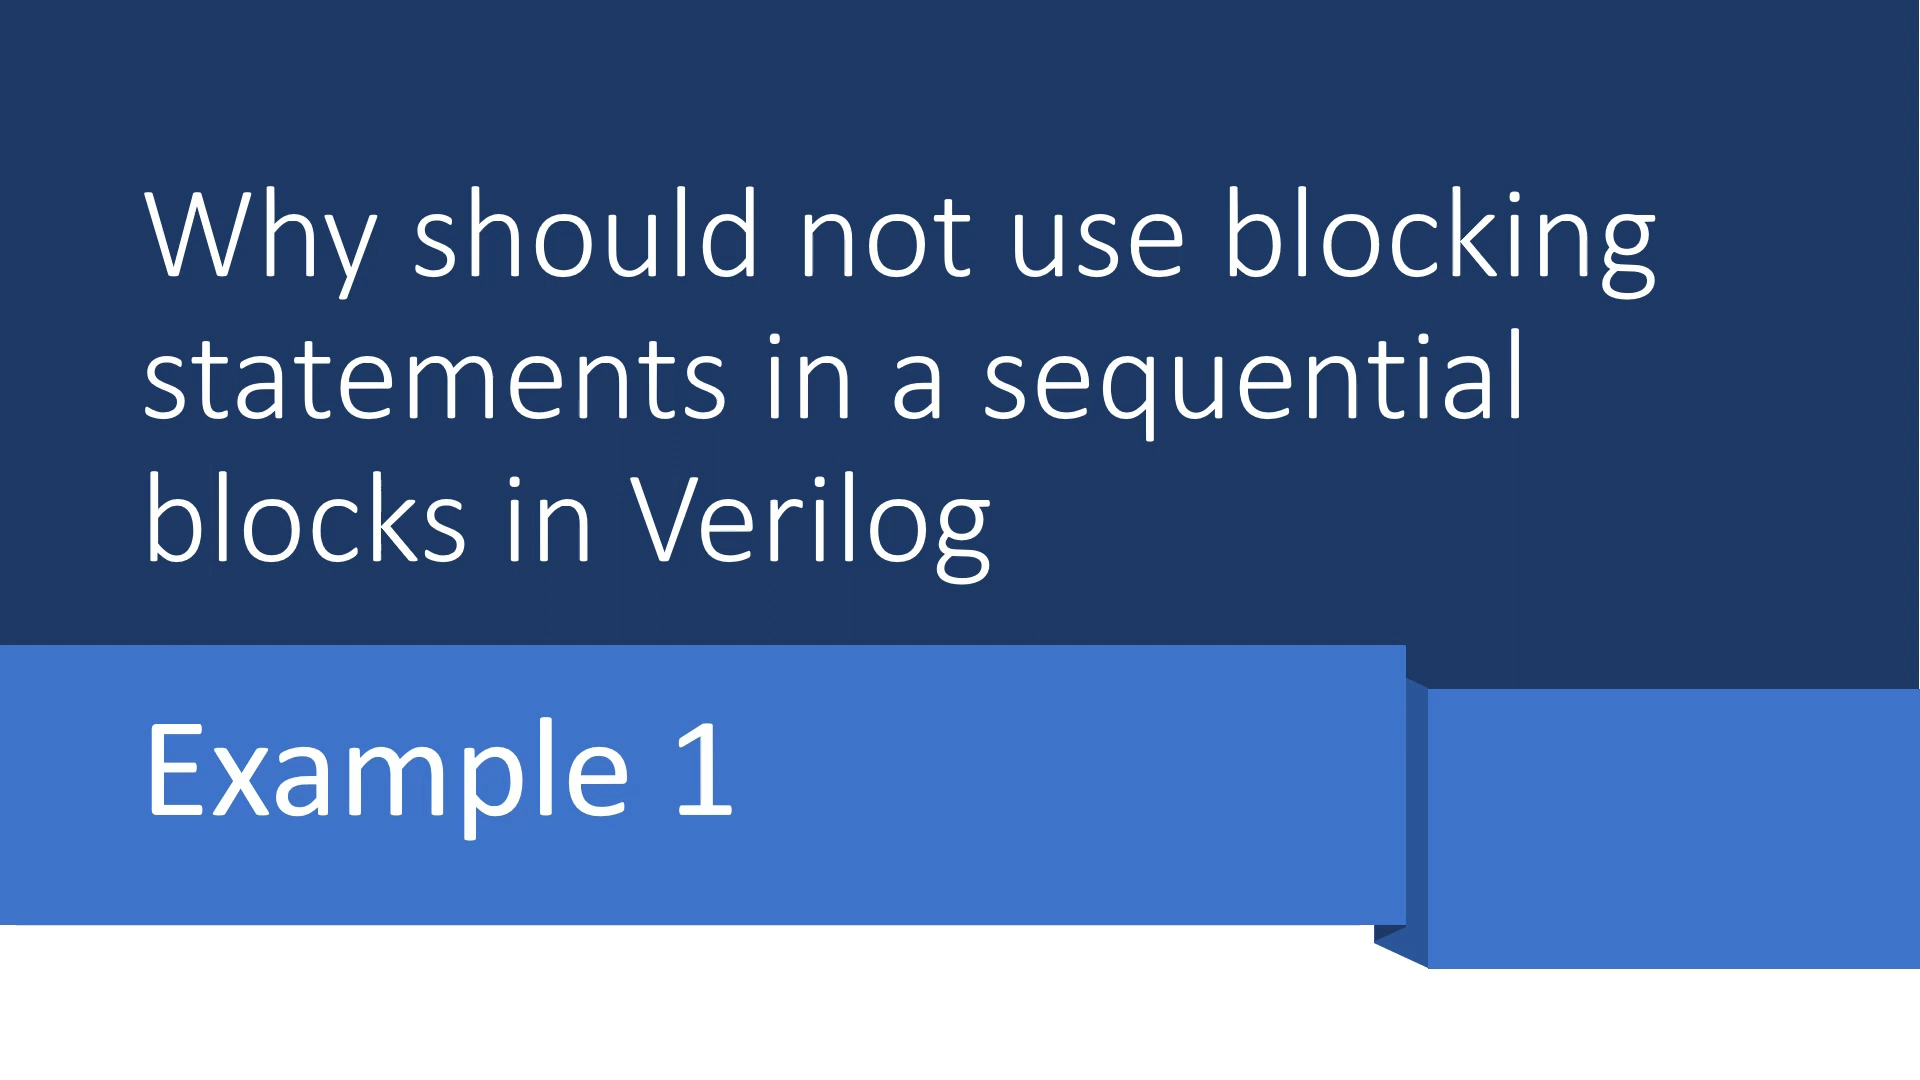 Why should not use blocking
statements in a sequential
blocks in Verilog
Example 1